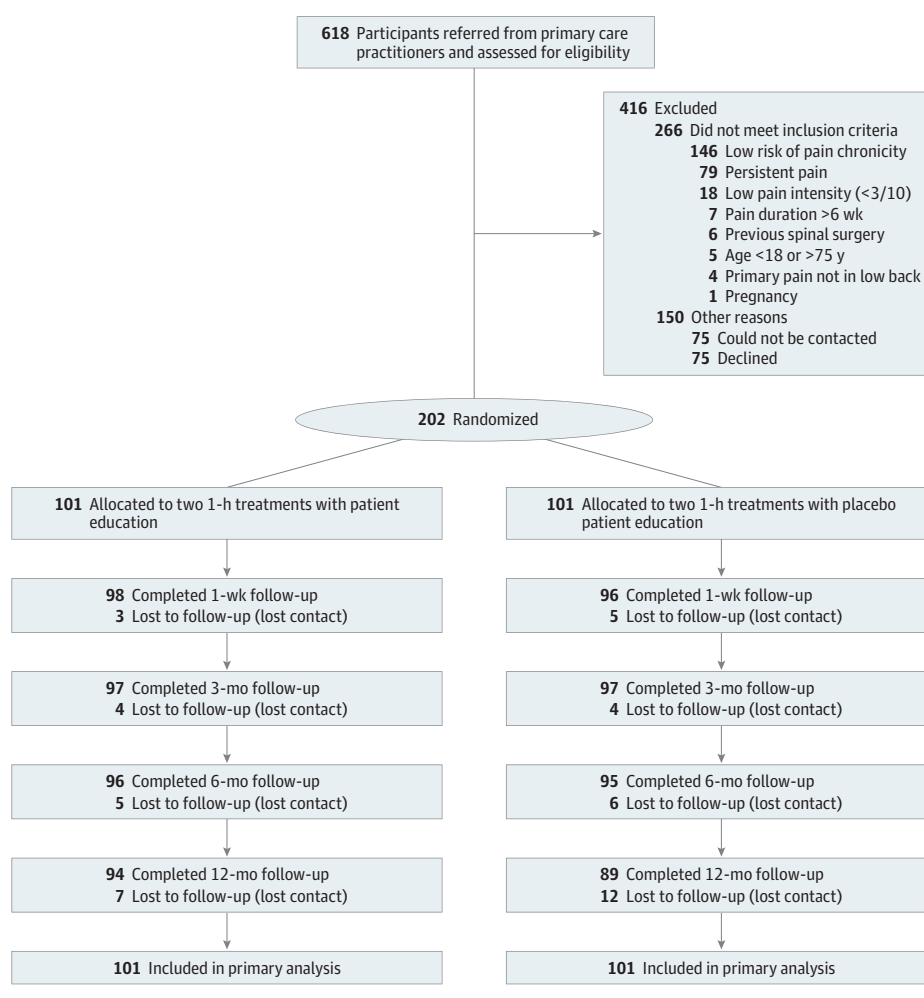 618 Participants referred from primary care
practitioners and assessed for eligibility
416 Excluded
266 Did not meet inclusion criteria
146 Low risk of pain chronicity
79 Persistent pain
18 Low pain intensity (<3/10)
7 Pain duration >6 wk
6 Previous spinal surgery
5 Age <18 or >75 y
4 Primary pain not in low back
1 Pregnancy
150 Other reasons
75 Could not be contacted
75 Declined
202 Randomized
101 Allocated to two 1-h treatments with patient
education
98 Completed 1-wk follow-up
3 Lost to follow-up (lost contact)
97 Completed 3-mo follow-up
4 Lost to follow-up (lost contact)
96 Completed 6-mo follow-up
5 Lost to follow-up (lost contact)
94 Completed 12-mo follow-up
7 Lost to follow-up (lost contact)
101 Included in primary analysis
101 Allocated to two 1-h treatments with placebo
patient education
96 Completed 1-wk follow-up
5 Lost to follow-up (lost contact)
97 Completed 3-mo follow-up
4 Lost to follow-up (lost contact)
95 Completed 6-mo follow-up
6 Lost to follow-up (lost contact)
89 Completed 12-mo follow-up
12 Lost to follow-up (lost contact)
101 Included in primary analysis